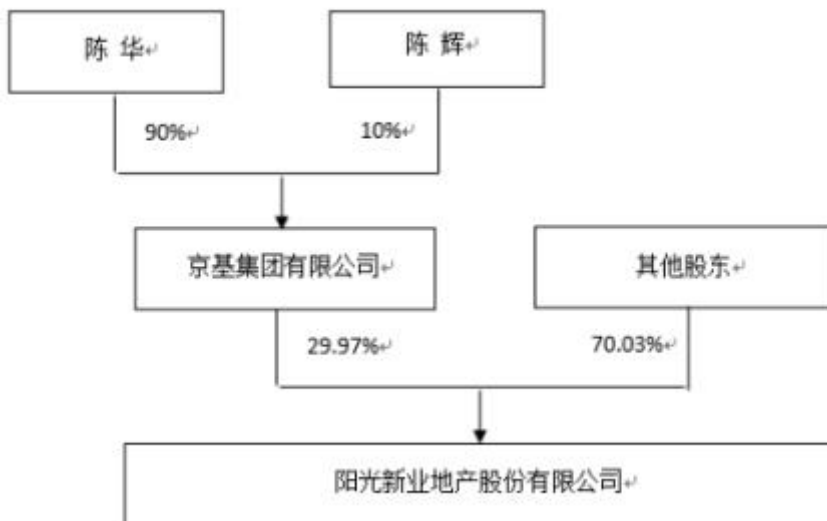 陈 华
陈 辉
90%
10%
京基集团有限公司
其他股东
29.97%
70.03%
阳光新业地产股份有限公司